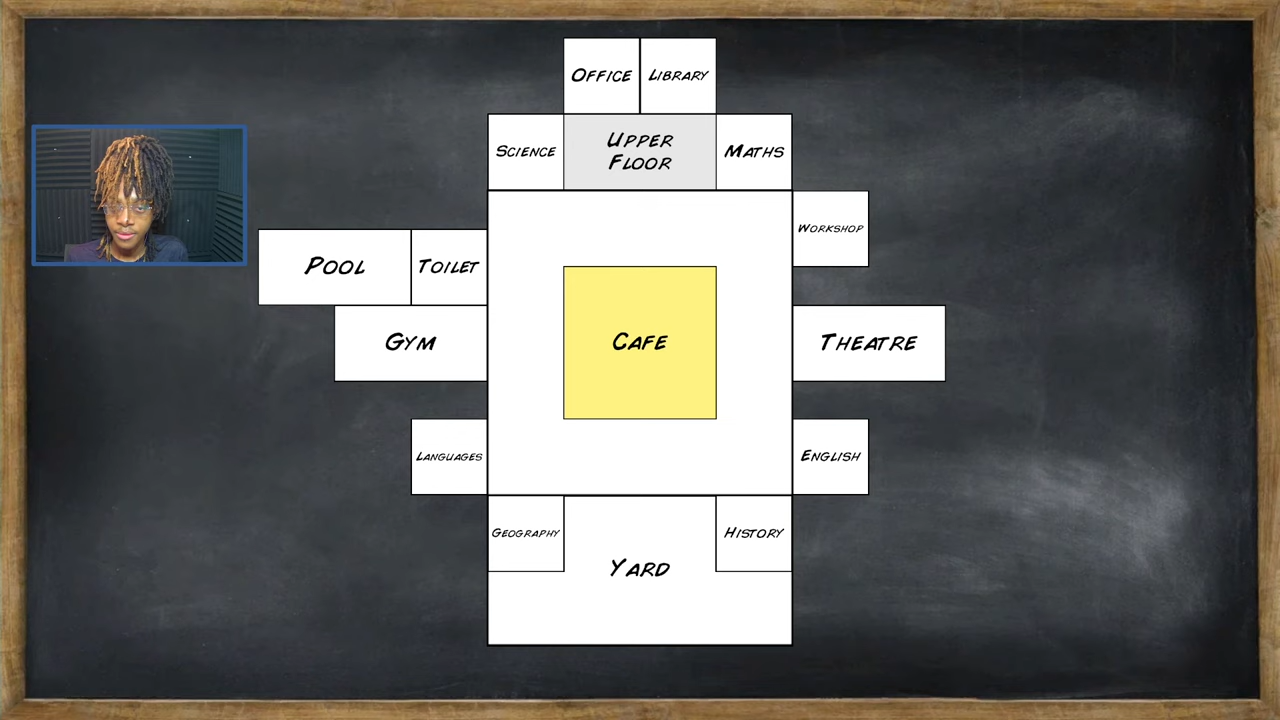 OFFICE
LIBRARY
SCIENCE
UPPER
FLOOR
MATHS
WORKSHOP
POOL
TOILET
GYM
CAFE
THEATRE
LANGUAGES
ENGLISH
GEOGRAPHY
HISTORY
YARD